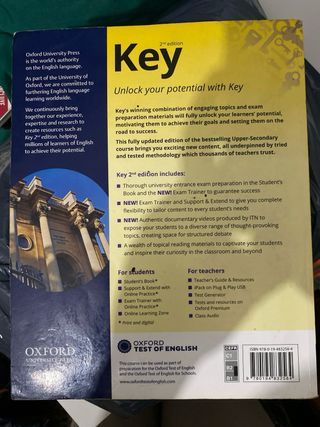 Oxford University Press
is the world's authority
on the English language.
As part of the University of
Oxford, we are committed to
furthering English language
learning worldwide.
We continuously bring
together our experience,
expertise and research to
create resources such as
Key 2nd edition, helping
millions of learners of English
to achieve their potential.
2nd edition
Key
Unlock your potential with Key
Key's winning combination of engaging topics and exam
preparation materials will fully unlock your learners' potential,
motivating them to achieve their goals and setting them on the
road to success.
This fully updated edition of the bestselling Upper-Secondary
course brings you exciting new content, all underpinned by tried
and tested methodology which thousands of teachers trust.
Key 2nd edition includes:
Thorough university entrance exam preparation in the Student's
Book and the NEW! Exam Trainer to guarantee success
NEW! Exam Trainer and Support & Extend to give you complete
flexibility to tailor content to every student's needs
NEW! Authentic documentary videos produced by ITN to
expose your students to a diverse range of thought-provoking
topics, creating space for structured debate
A wealth of topical reading materials to captivate your students
and inspire their curiosity in the classroom and beyond
For students
Student's Book*
Support & Extend with
Online Practice*
Exam Trainer with
Online Practice*
Online Learning Zone
* Print and digital
For teachers
Teacher's Guide & Resources
iPack on Plug & Play USB
Test Generator
Tests and resources on
Oxford Premium
Class Audio
OXFORD
UNIVERSITY PRESS
OXFORD
TEST OF ENGLISH
This course can be used as part of
preparation for the Oxford Test of English
and the Oxford Test of English for Schools.
www.oxfordtestofenglish.com
CEFR
C1
B2
B1
ISBN 978-0-19-483256-4
9 780194 832564